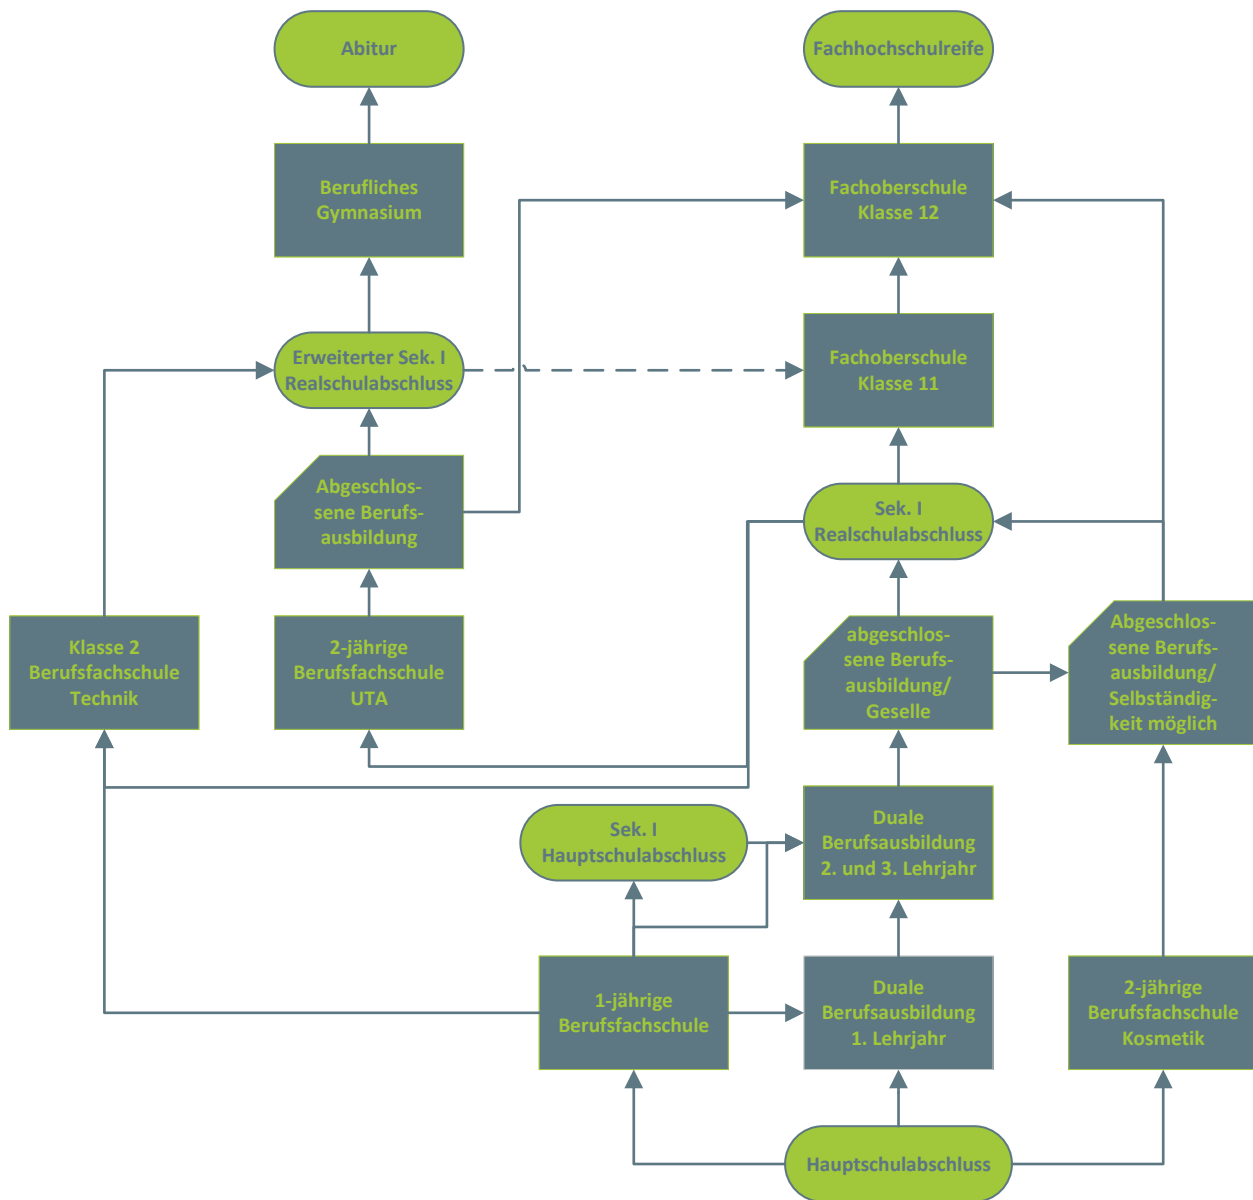 Abitur
Fachhochschulreife
Berufliches
Gymnasium
Fachoberschule
Klasse 12
Erweiterter Sek. I
Realschulabschluss
Fachoberschule
Klasse 11
Abgeschlos-
sene Berufs-
ausbildung
Sek. I
Realschulabschluss
Klasse 2
Berufsfachschule
Technik
2-jährige
Berufsfachschule
UTA
abgeschlos-
sene Berufs-
ausbildung/
Geselle
Abgeschlos-
sene Berufs-
ausbildung/
Selbständig-
keit möglich
Sek. I
Hauptschulabschluss
Duale
Berufsausbildung
2. und 3. Lehrjahr
1-jährige
Berufsfachschule
Duale
Berufsausbildung
1. Lehrjahr
2-jährige
Berufsfachschule
Kosmetik
Hauptschulabschluss